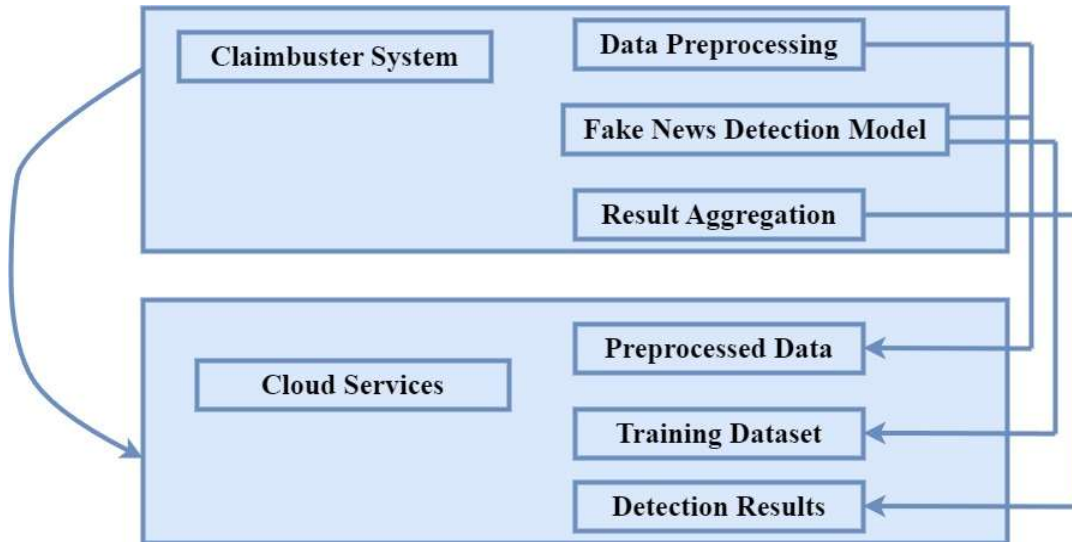 Claimbuster System
Data Preprocessing
Fake News Detection Model
Result Aggregation
Cloud Services
Preprocessed Data
Training Dataset
Detection Results